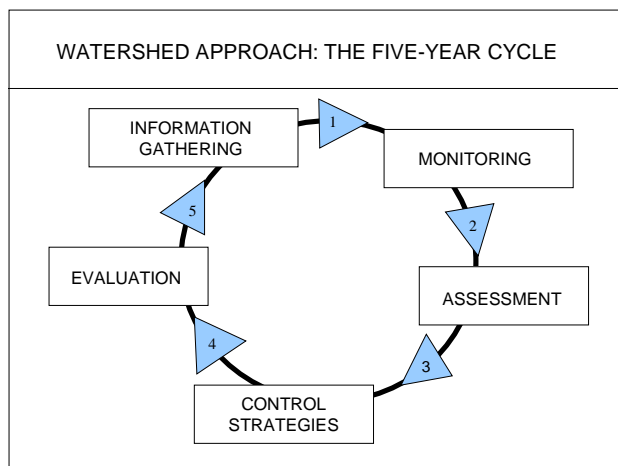 WATERSHED APPROACH: THE FIVE-YEAR CYCLE
INFORMATION
GATHERING
1
MONITORING
2
ASSESSMENT
3
CONTROL
STRATEGIES
4
EVALUATION
5